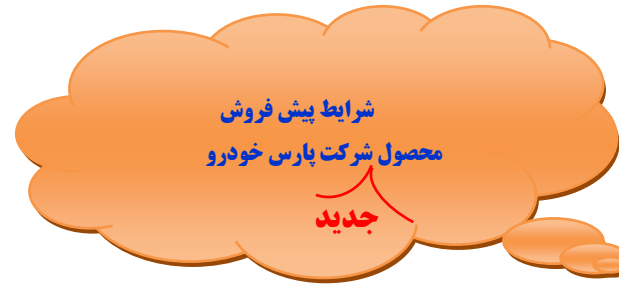 شرایط پیش فروش
محصول شرکت پارس خودرو
جدید